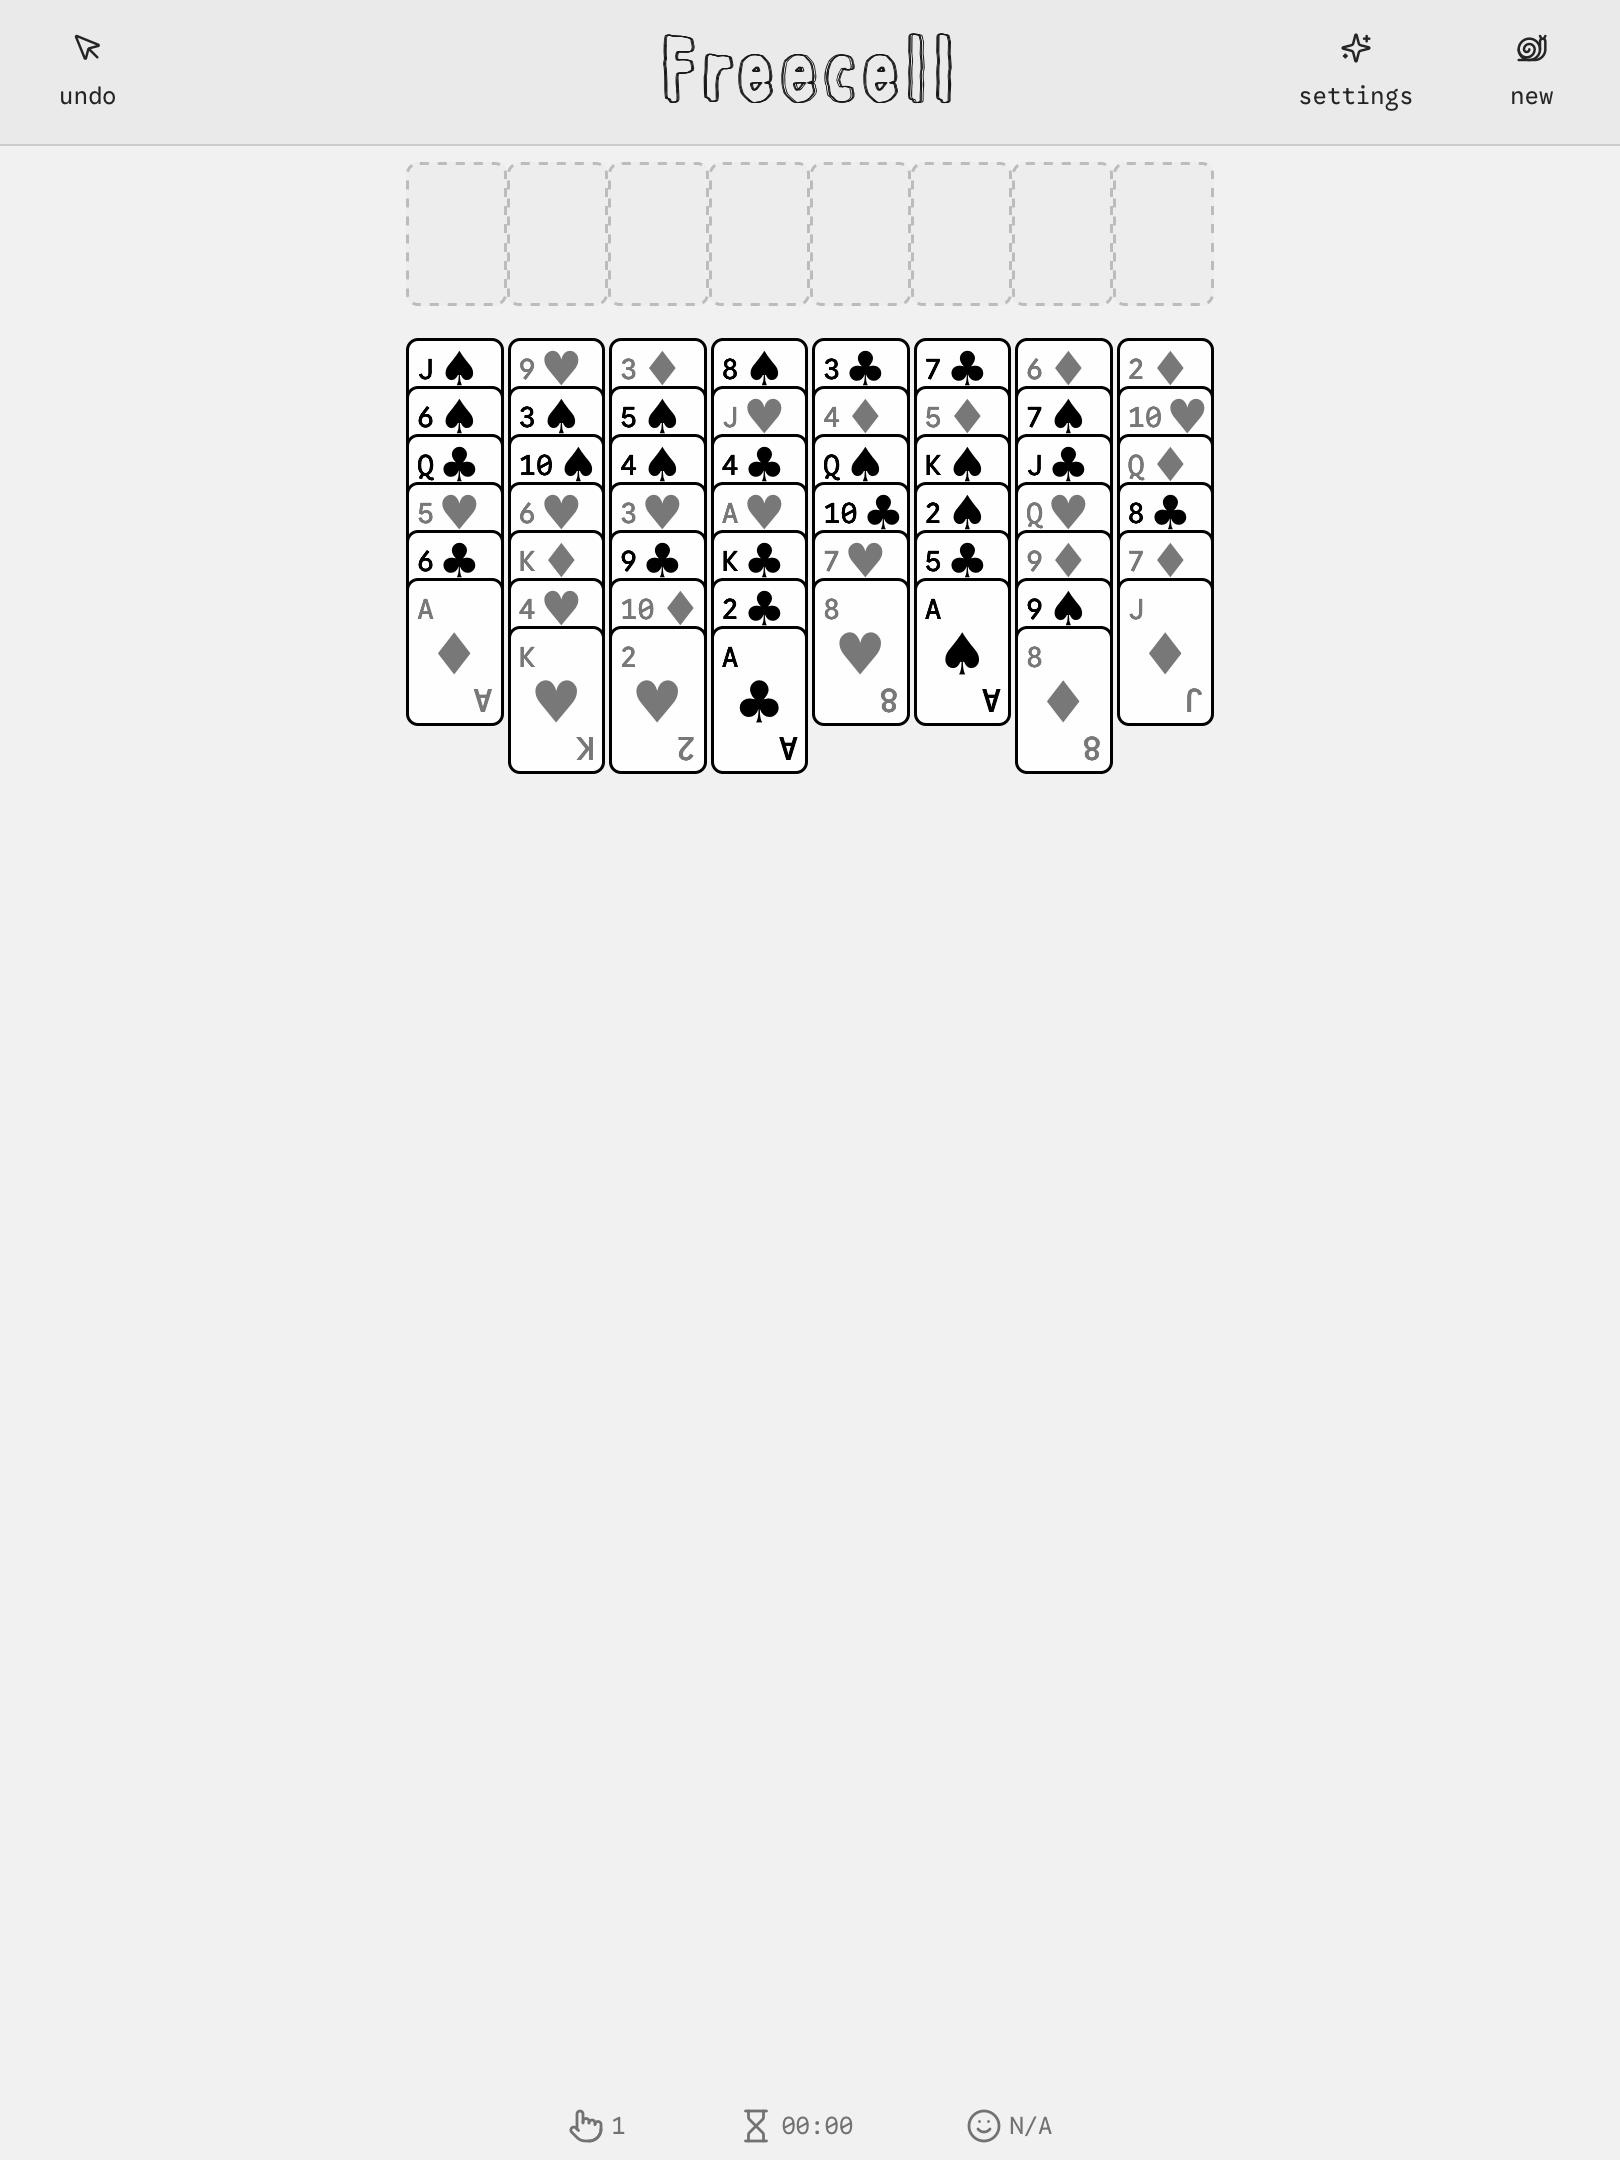 Freecell
undo
settings
new
J♠ 9♥ 3♦ 8♠ 3♣ 7♣ 6♦ 2♦
6♠ 3♠ 5♠ J♥ 4♦ 5♦ 7♠ 10♥
Q♣ 10♠ 4♠ 4♣ Q♠ K♠ J♣ Q♦
5♥ 6♥ 3♥ A♥ 10♣ 2♠ Q♥ 8♣
6♣ K♦ 9♣ K♣ 7♥ 5♣ 9♦ 7♦
A♦ 4♥ 10♦ 2♣ 8♥ A♠ 9♠ J♦
K♥ 2♥ A♣ 8♦
A 8 A J
K 2 A 8
1 00:00 N/A